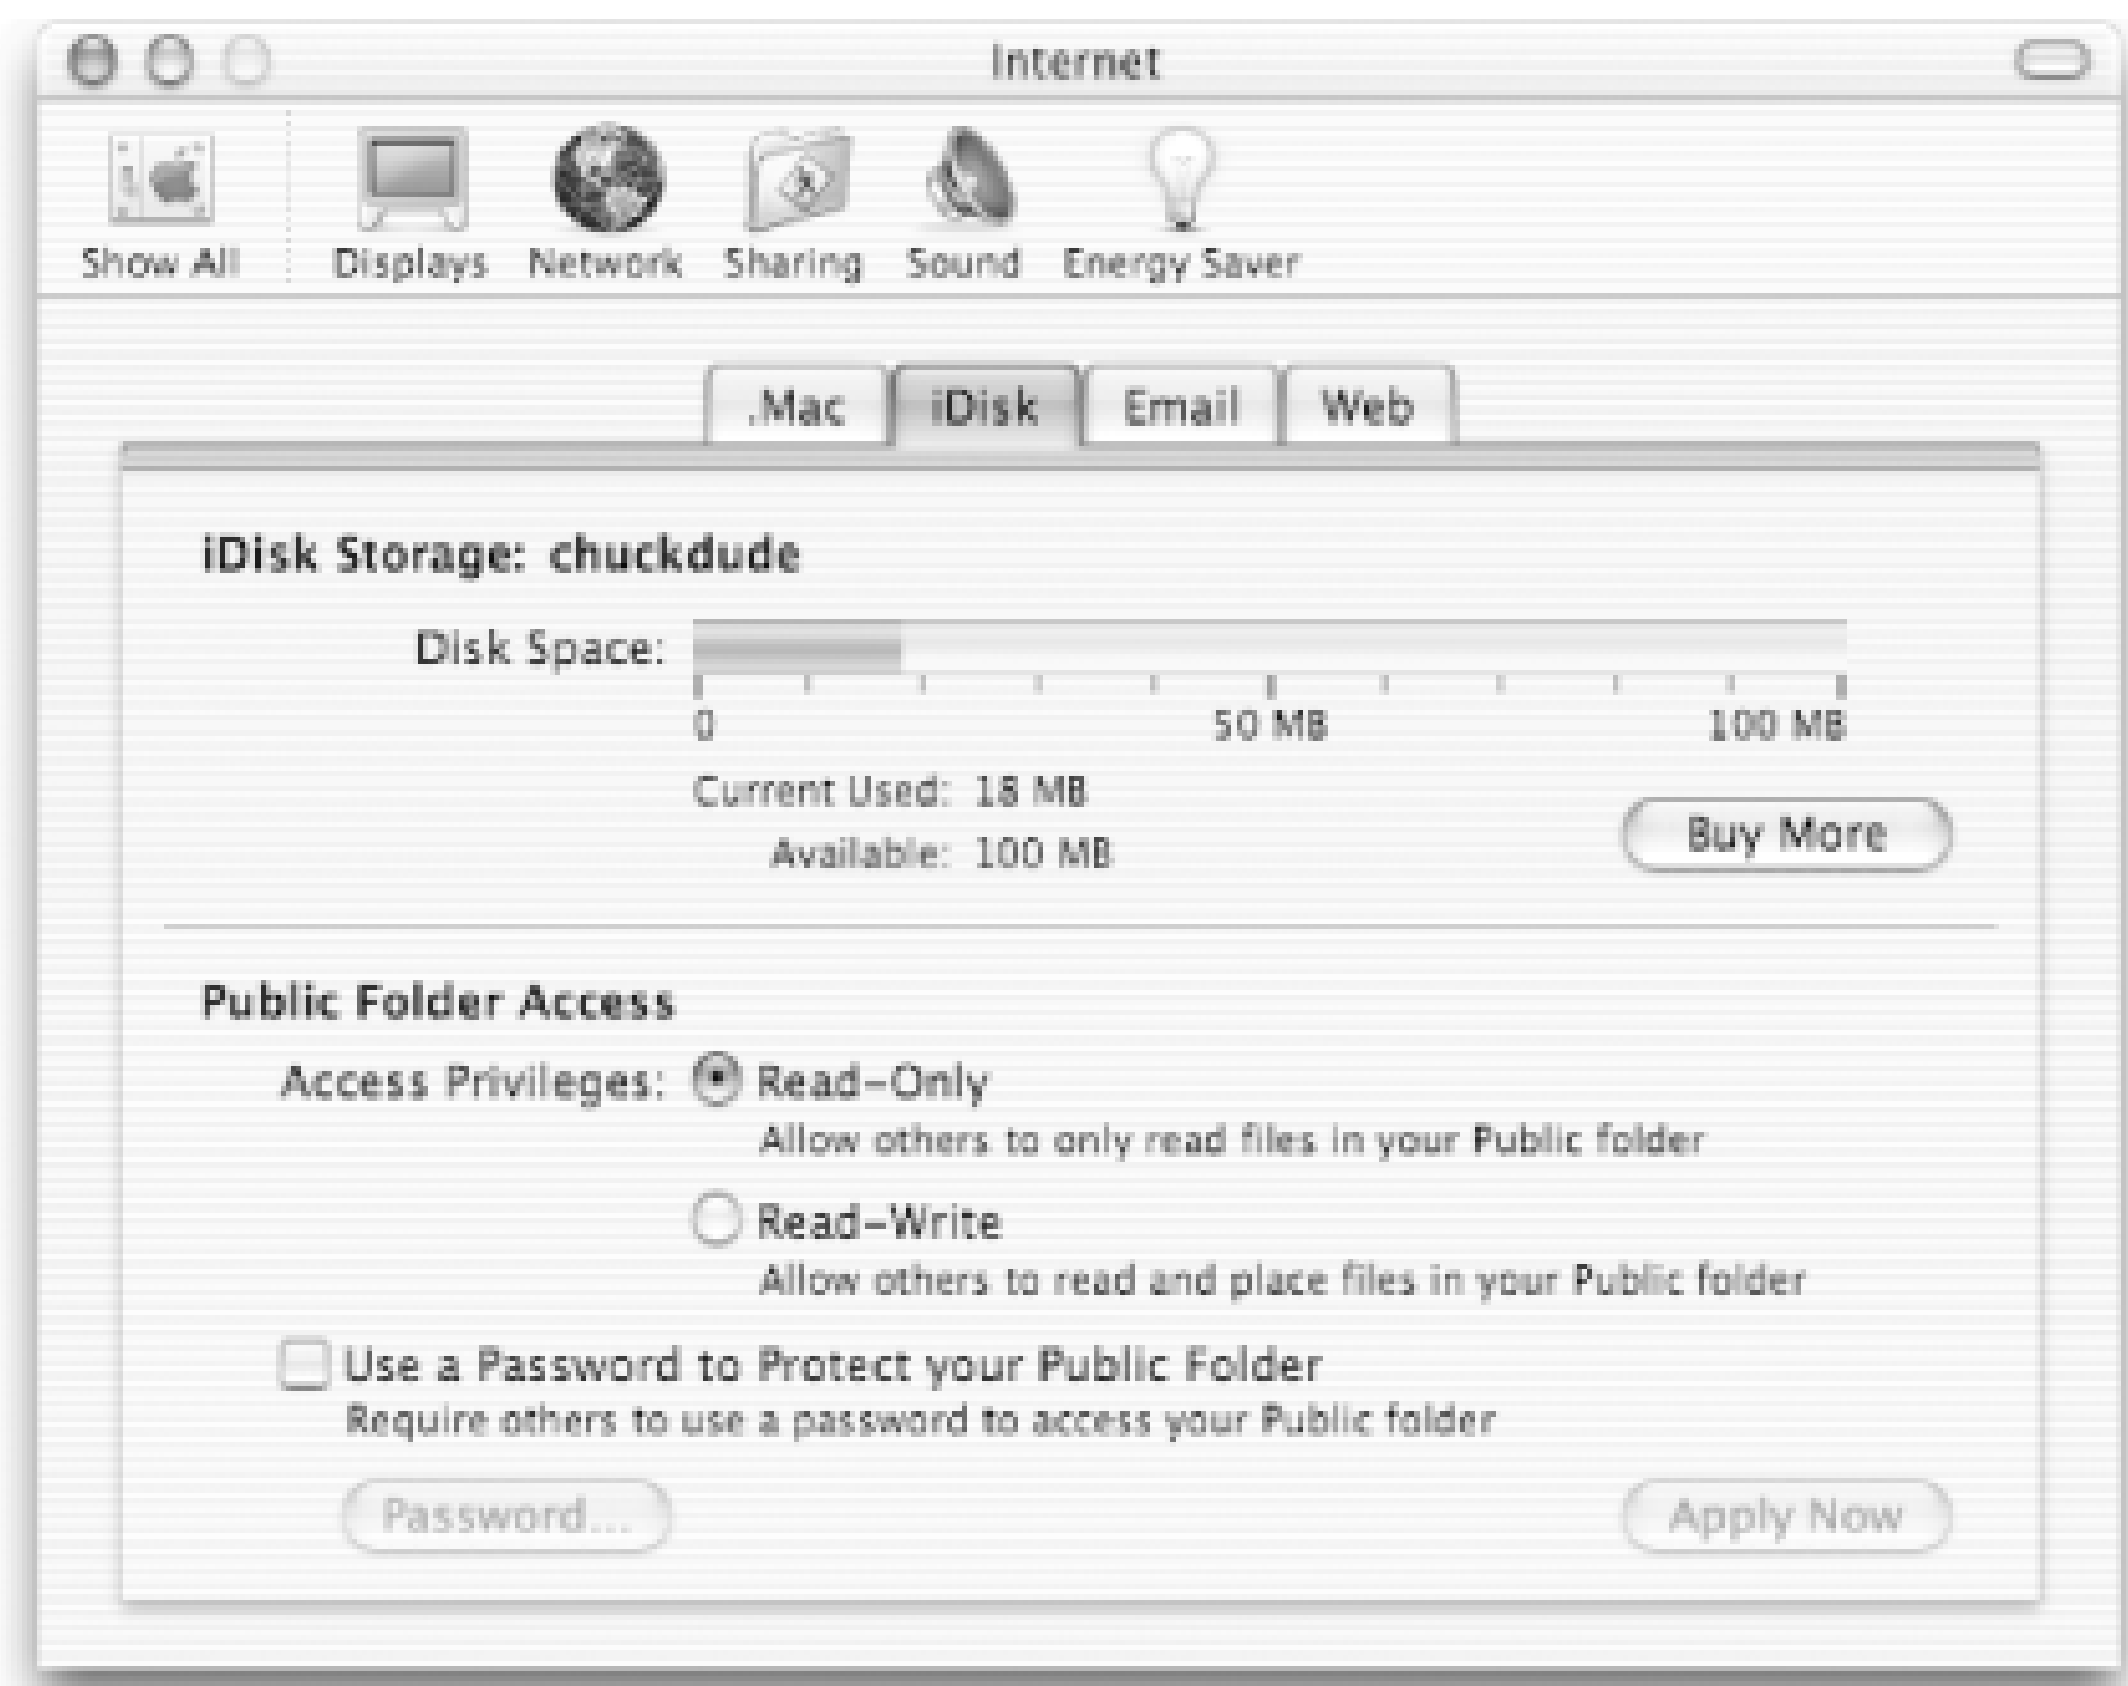 Internet
Show All Displays Network Sharing Sound Energy Saver
.Mac iDisk Email Web
iDisk Storage: chuckdude
Disk Space:
0 50 MB 100 MB
Current Used: 18 MB
Available: 100 MB
Buy More
Public Folder Access
Access Privileges: Read-Only
Allow others to only read files in your Public folder
Read-Write
Allow others to read and place files in your Public folder
Use a Password to Protect your Public Folder
Require others to use a password to access your Public folder
Password... Apply Now